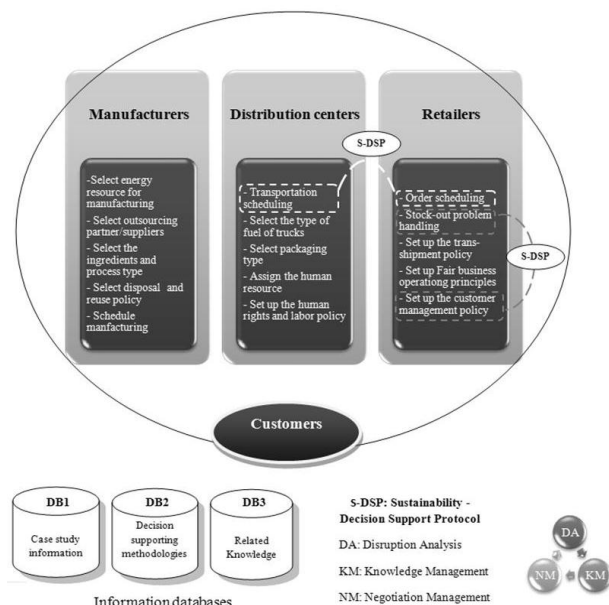 Manufacturers
-Select energy
resource for
manufacturing
- Select outsourcing
partner/suppliers
- Select the
ingredients and
process type
- Select disposal and
reuse policy
- Schedule
manfacturing
Distribution centers
- Transportation
scheduling
- Select the type of
fuel of trucks
- Select packaging
type
- Assign the human
resource
- Set up the human
rights and labor policy
S-DSP
Retailers
- Order scheduling
- Stock-out problem
handling
- Set up the trans-
shipment policy
- Set up Fair business
operationg principles
- Set up the customer
management policy
S-DSP
Customers
DB1
Case study
information
DB2
Decision
supporting
methodologies
DB3
Related
Knowledge
Information databases
S-DSP: Sustainability -
Decision Support Protocol
DA: Disruption Analysis
KM: Knowledge Management
NM: Negotiation Management
DA
NM
KM